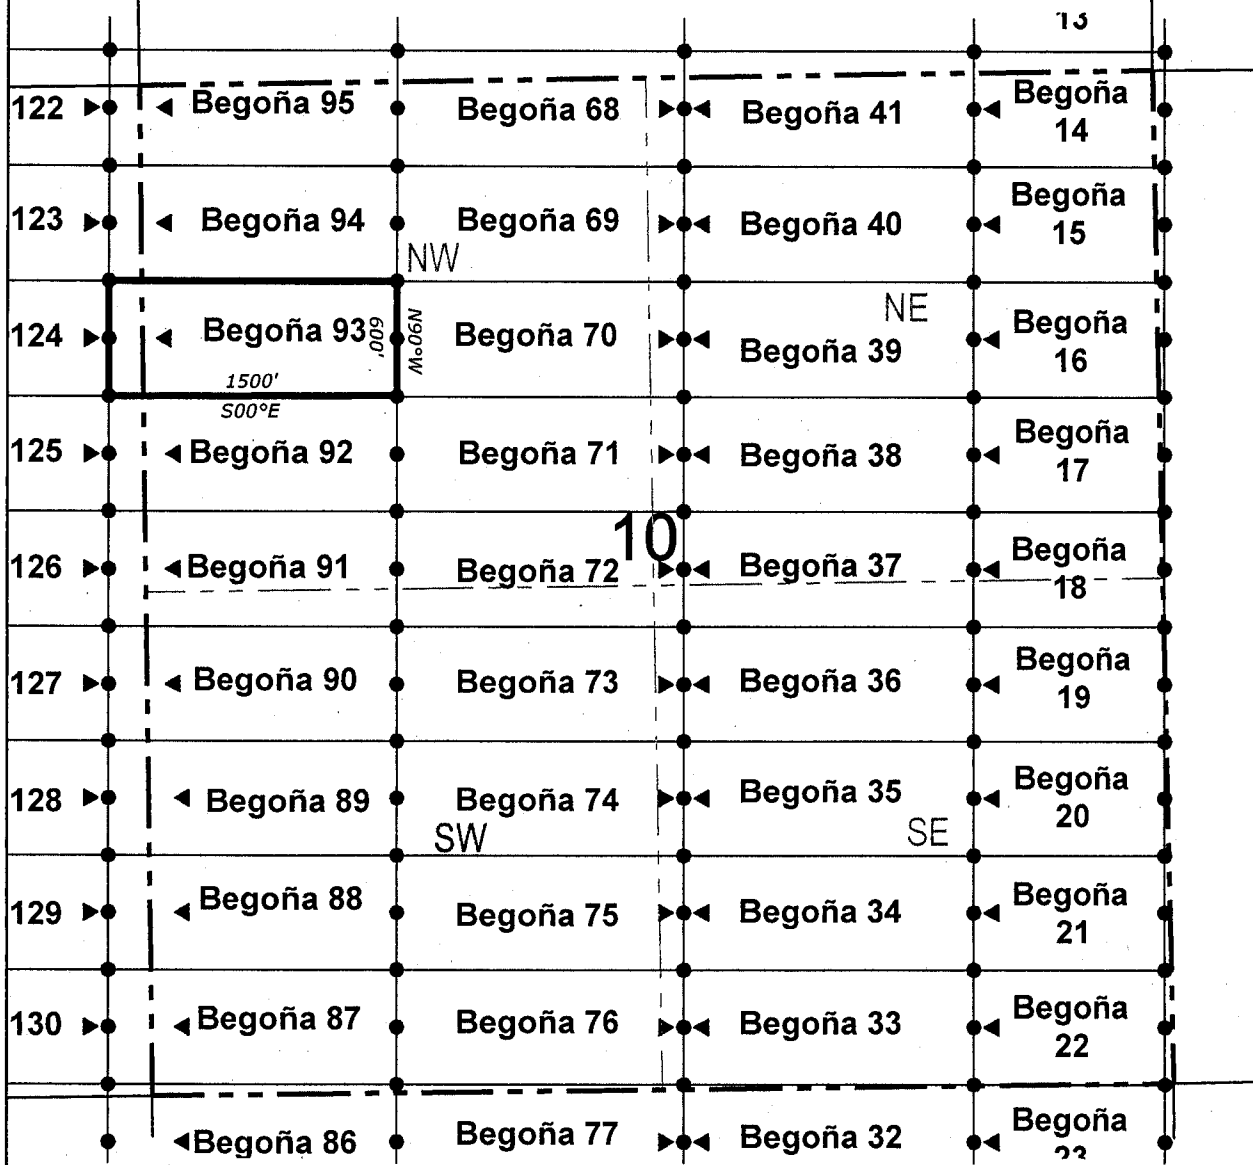 13
122 Begoña 95 Begoña 68 Begoña 41 Begoña
14
123 Begoña 94 Begoña 69 Begoña 40 Begoña
15
NW
NE
124 Begoña 93 600' N90°W Begoña 70 Begoña 39 Begoña
16
1500'
S00°E
125 Begoña 92 Begoña 71 Begoña 38 Begoña
17
10
126 Begoña 91 Begoña 72 Begoña 37 Begoña
18
127 Begoña 90 Begoña 73 Begoña 36 Begoña
19
128 Begoña 89 Begoña 74 Begoña 35 Begoña
20
SW SE
129 Begoña 88 Begoña 75 Begoña 34 Begoña
21
130 Begoña 87 Begoña 76 Begoña 33 Begoña
22
Begoña 86 Begoña 77 Begoña 32 Begoña
23